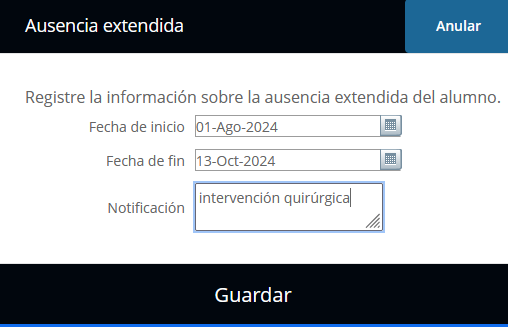 Ausencia extendida
Anular
Registre la información sobre la ausencia extendida del alumno.
Fecha de inicio 01-Ago-2024
Fecha de fin 13-Oct-2024
Notificación intervención quirúrgica
Guardar